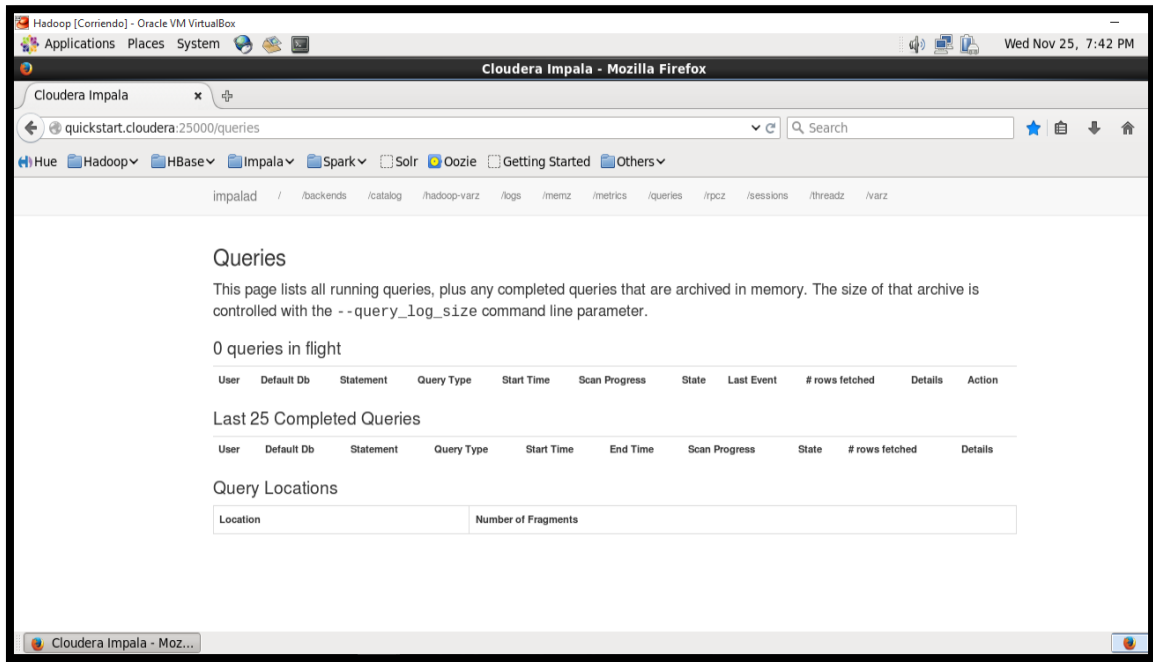 Hadoop [Corriendo] - Oracle VM VirtualBox
Applications Places System Wed Nov 25, 7:42 PM
Cloudera Impala - Mozilla Firefox
Cloudera Impala
quickstart.cloudera:25000/queries Search
Hue Hadoop HBase Impala Spark Solr Oozie Getting Started Others
impalad / /backends /catalog /hadoop-varz /logs /memz /metrics /queries /rpcz /sessions /threadz /varz
Queries
This page lists all running queries, plus any completed queries that are archived in memory. The size of that archive is
controlled with the --query_log_size command line parameter.
0 queries in flight
User Default Db Statement Query Type Start Time Scan Progress State Last Event # rows fetched Details Action
Last 25 Completed Queries
User Default Db Statement Query Type Start Time End Time Scan Progress State # rows fetched Details
Query Locations
Location Number of Fragments
Cloudera Impala - Moz...